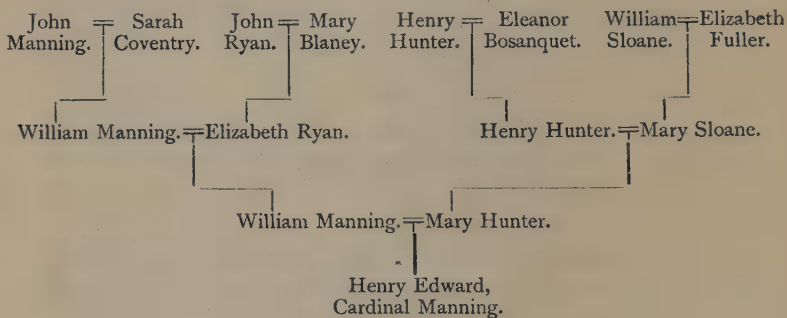 John = Sarah John = Mary Henry = Eleanor William = Elizabeth
Manning. Coventry. Ryan. Blaney. Hunter. Bosanquet. Sloane. Fuller.
William Manning. = Elizabeth Ryan. Henry Hunter. = Mary Sloane.
William Manning. = Mary Hunter.
Henry Edward,
Cardinal Manning.